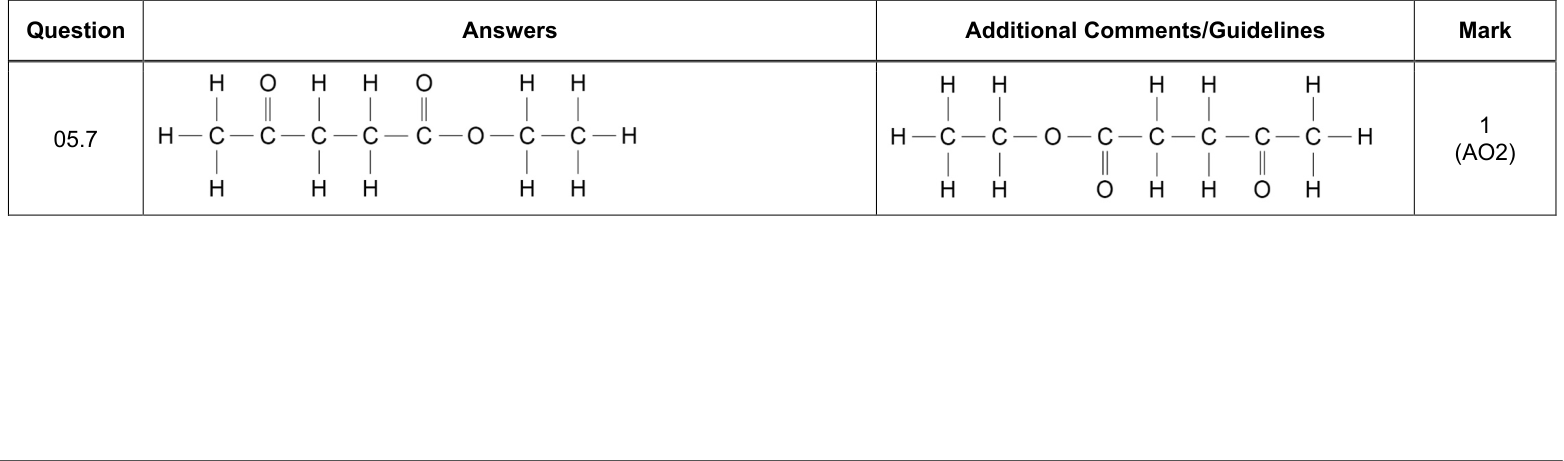 Question Answers Additional Comments/Guidelines Mark
05.7
H O H H O H H
H C C C C C O C C H
H H H H H
H H H H H
H C C O C C C C C H
H H O H H O H
1
(AO2)